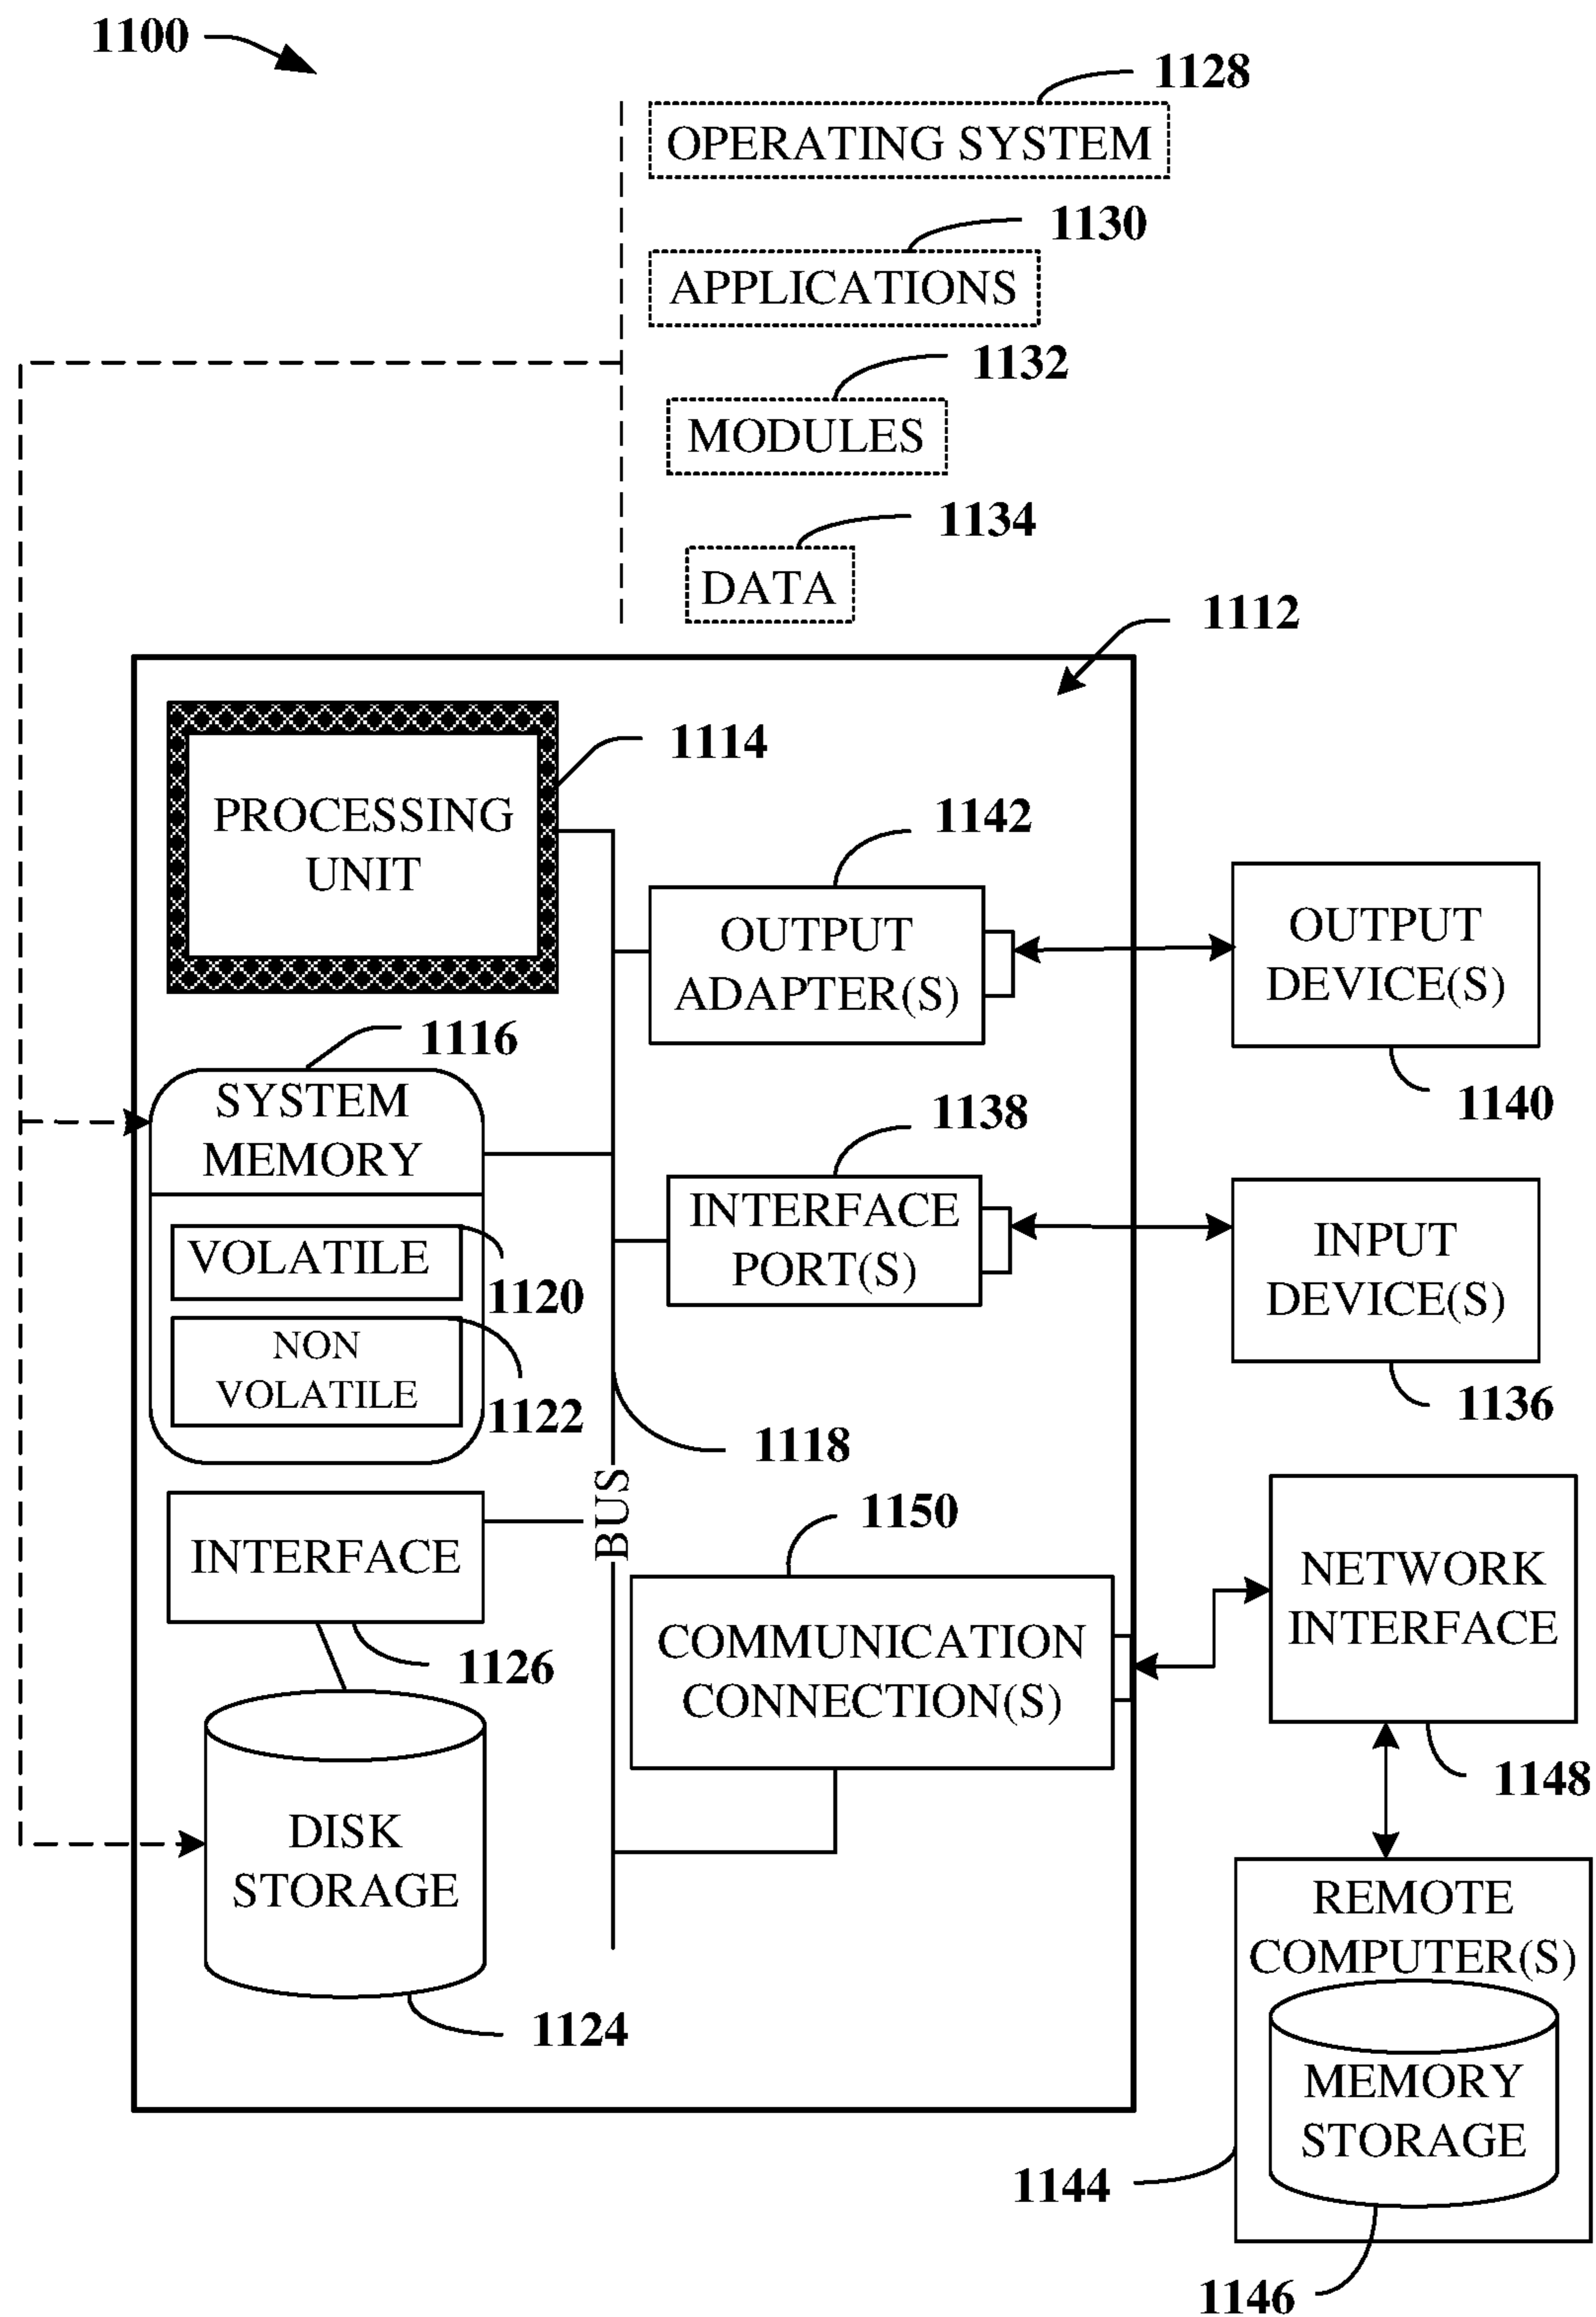 1100
1128
OPERATING SYSTEM
1130
APPLICATIONS
1132
MODULES
1134
DATA
1112
PROCESSING
UNIT
1114
1142
OUTPUT
ADAPTER(S)
OUTPUT
DEVICE(S)
1140
1116
SYSTEM
MEMORY
VOLATILE
1120
NON
VOLATILE
1122
1138
INTERFACE
PORT(S)
INPUT
DEVICE(S)
1136
1118
BUS
INTERFACE
1126
1150
COMMUNICATION
CONNECTION(S)
NETWORK
INTERFACE
1148
DISK
STORAGE
1124
REMOTE
COMPUTER(S)
MEMORY
STORAGE
1144
1146